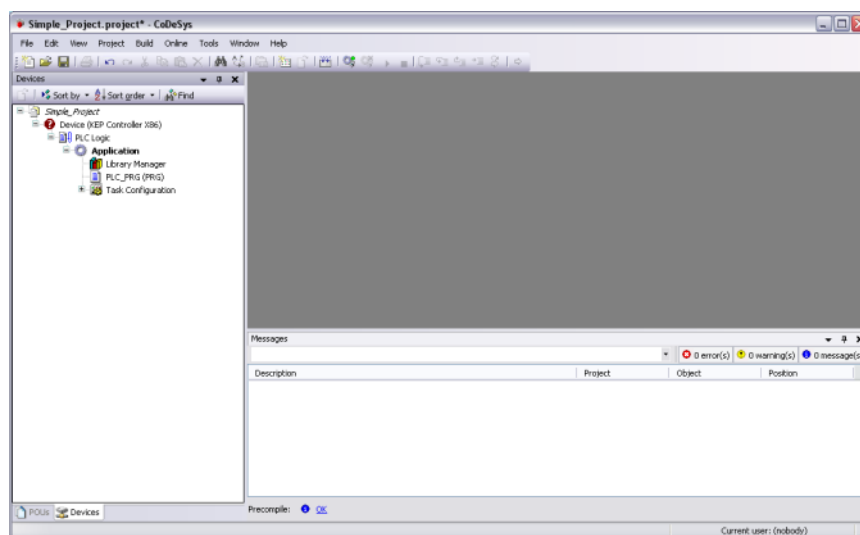 Simple_Project.project* - CoDeSys
File Edit View Project Build Online Tools Window Help
Devices
Sort by Sort order Find
Simple_Project
Device (KEP Controller X86)
PLC Logic
Application
Library Manager
PLC_PRG (PRG)
Task Configuration
Messages
0 error(s) 0 warning(s) 0 message(s
Description Project Object Position
Precompile: OK
POUs Devices
Current user: (nobody)